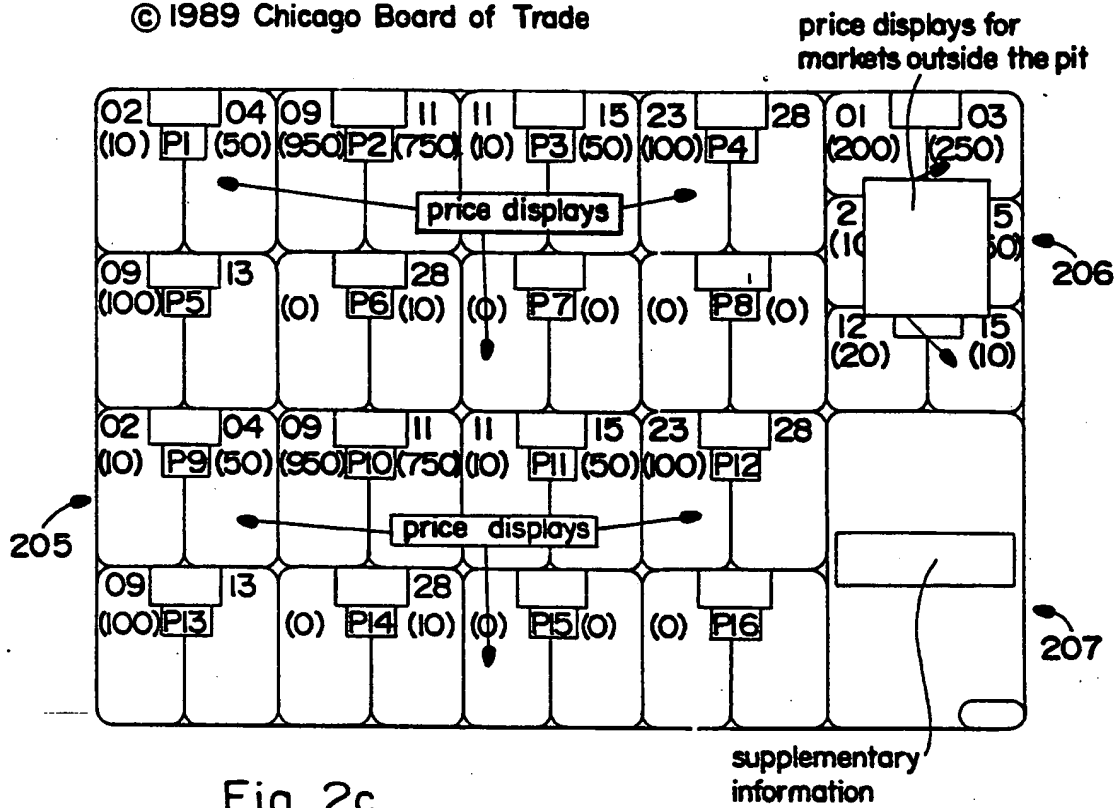 © 1989 Chicago Board of Trade
price displays for
markets outside the pit
02 04 09 11 11 15 23 28 01 03
(10) P1 (50) (950) P2 (750) (10) P3 (50) (100) P4 (200) (250)
price displays
2 5
(10 50)
206
09 13 28
(100) P5 (0) P6 (10) (0) P7 (0) (0) P8 (0)
12 15
(20) (10)
02 04 09 11 11 15 23 28
(10) P9 (50) (950) P10 (750) (10) P11 (50) (100) P12
price displays
205
09 13 28
(100) P13 (0) P14 (10) (0) P15 (0) (0) P16
207
supplementary
information
Fig. 2c